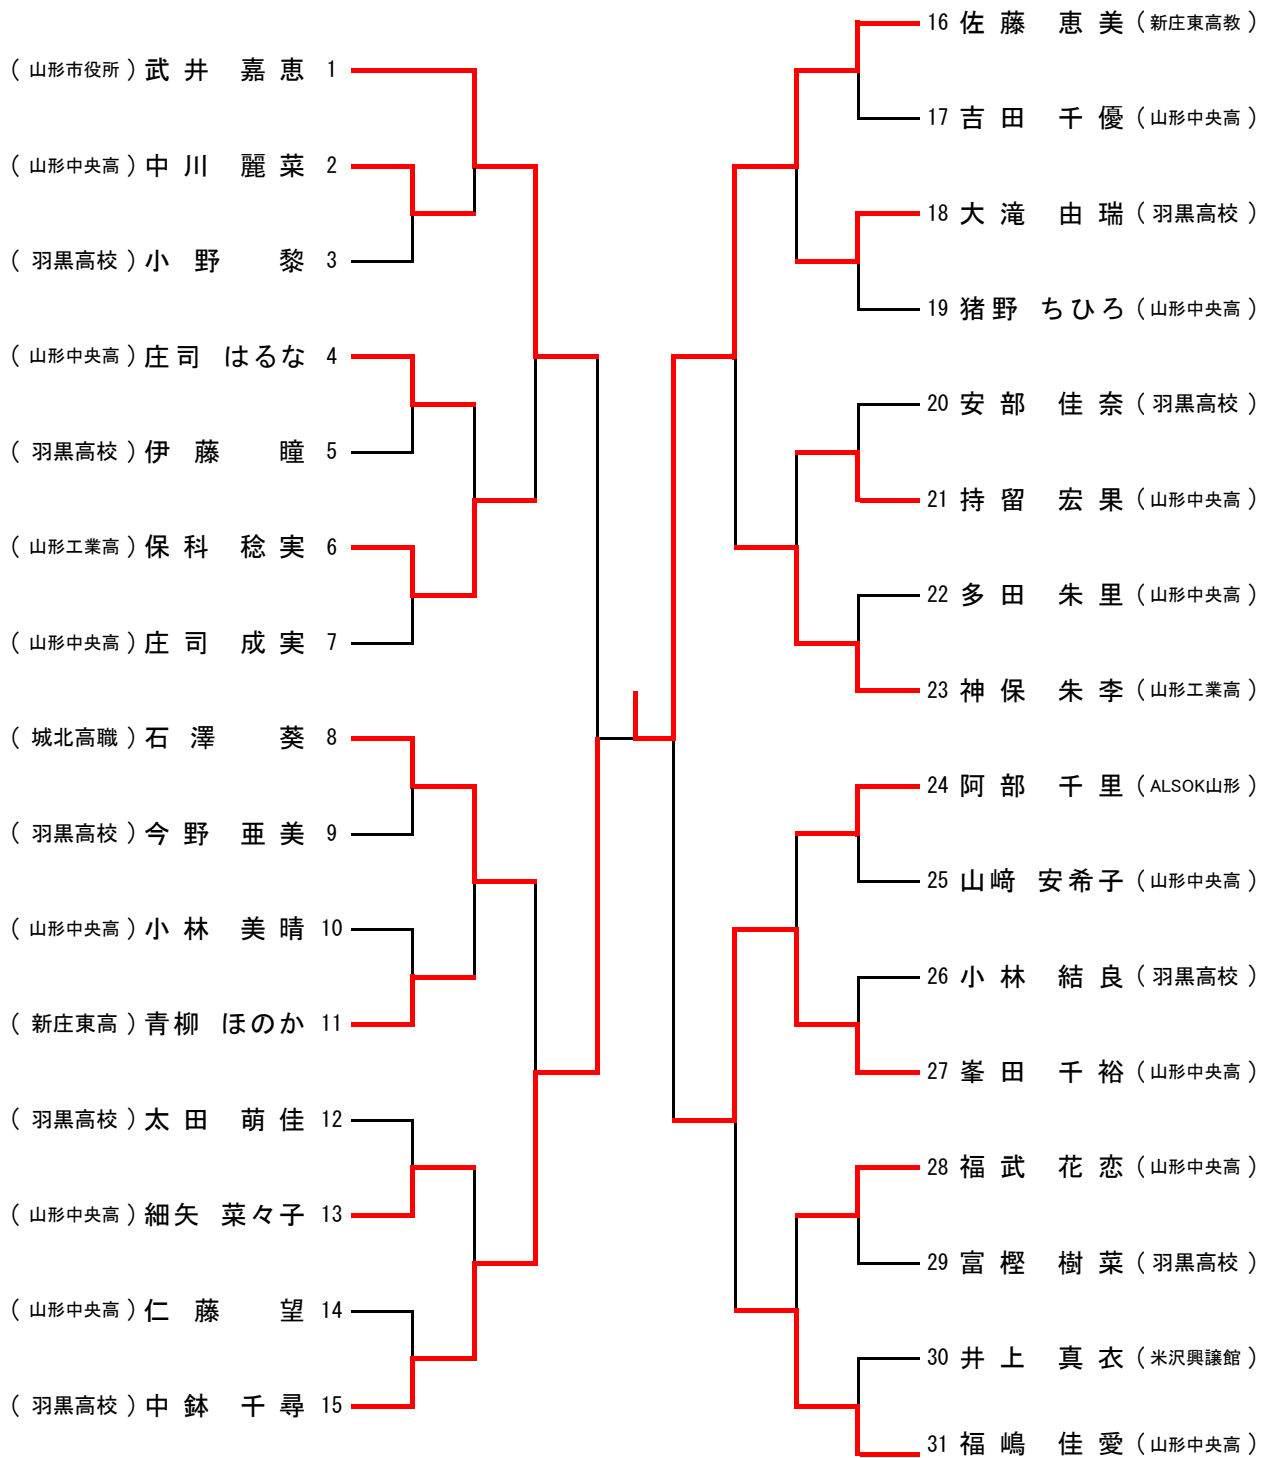 （ 山形市役所 ） 武井 嘉恵 1
（ 山形中央高 ） 中川 麗菜 2
（ 羽黒高校 ） 小野 黎 3
（ 山形中央高 ） 庄司 はるな 4
（ 羽黒高校 ） 伊藤 瞳 5
（ 山形工業高 ） 保科 稔実 6
（ 山形中央高 ） 庄司 成実 7
（ 城北高職 ） 石澤 葵 8
（ 羽黒高校 ） 今野 亜美 9
（ 山形中央高 ） 小林 美晴 10
（ 新庄東高 ） 青柳 ほのか 11
（ 羽黒高校 ） 太田 萌佳 12
（ 山形中央高 ） 細矢 菜々子 13
（ 山形中央高 ） 仁藤 望 14
（ 羽黒高校 ） 中鉢 千尋 15
16 佐藤 恵美 （ 新庄東高教 ）
17 吉田 千優 （ 山形中央高 ）
18 大滝 由瑞 （ 羽黒高校 ）
19 猪野 ちひろ （ 山形中央高 ）
20 安部 佳奈 （ 羽黒高校 ）
21 持留 宏果 （ 山形中央高 ）
22 多田 朱里 （ 山形中央高 ）
23 神保 朱李 （ 山形工業高 ）
24 阿部 千里 （ ALSOK山形 ）
25 山﨑 安希子 （ 山形中央高 ）
26 小林 結良 （ 羽黒高校 ）
27 峯田 千裕 （ 山形中央高 ）
28 福武 花恋 （ 山形中央高 ）
29 富樫 樹菜 （ 羽黒高校 ）
30 井上 真衣 （ 米沢興譲館 ）
31 福嶋 佳愛 （ 山形中央高 ）